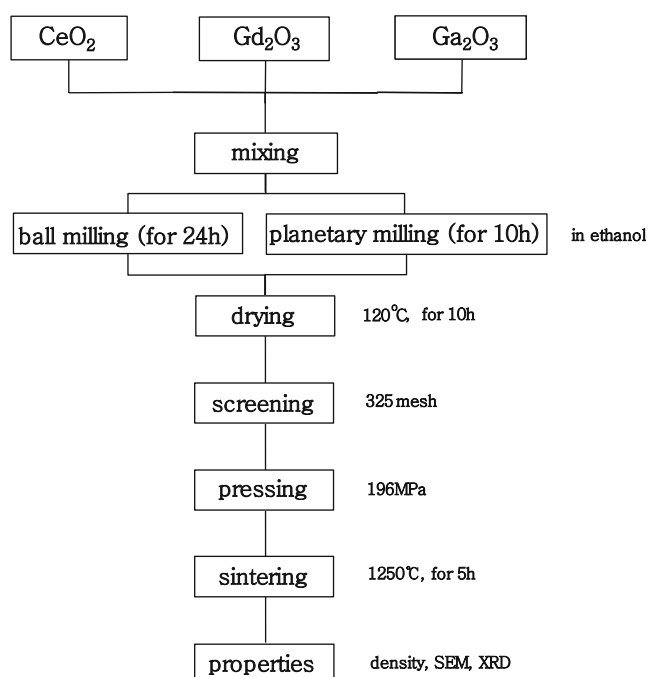 CeO₂ Gd₂O₃ Ga₂O₃
mixing
ball milling (for 24h) planetary milling (for 10h) in ethanol
drying 120℃, for 10h
screening 325 mesh
pressing 196MPa
sintering 1250℃, for 5h
properties density, SEM, XRD